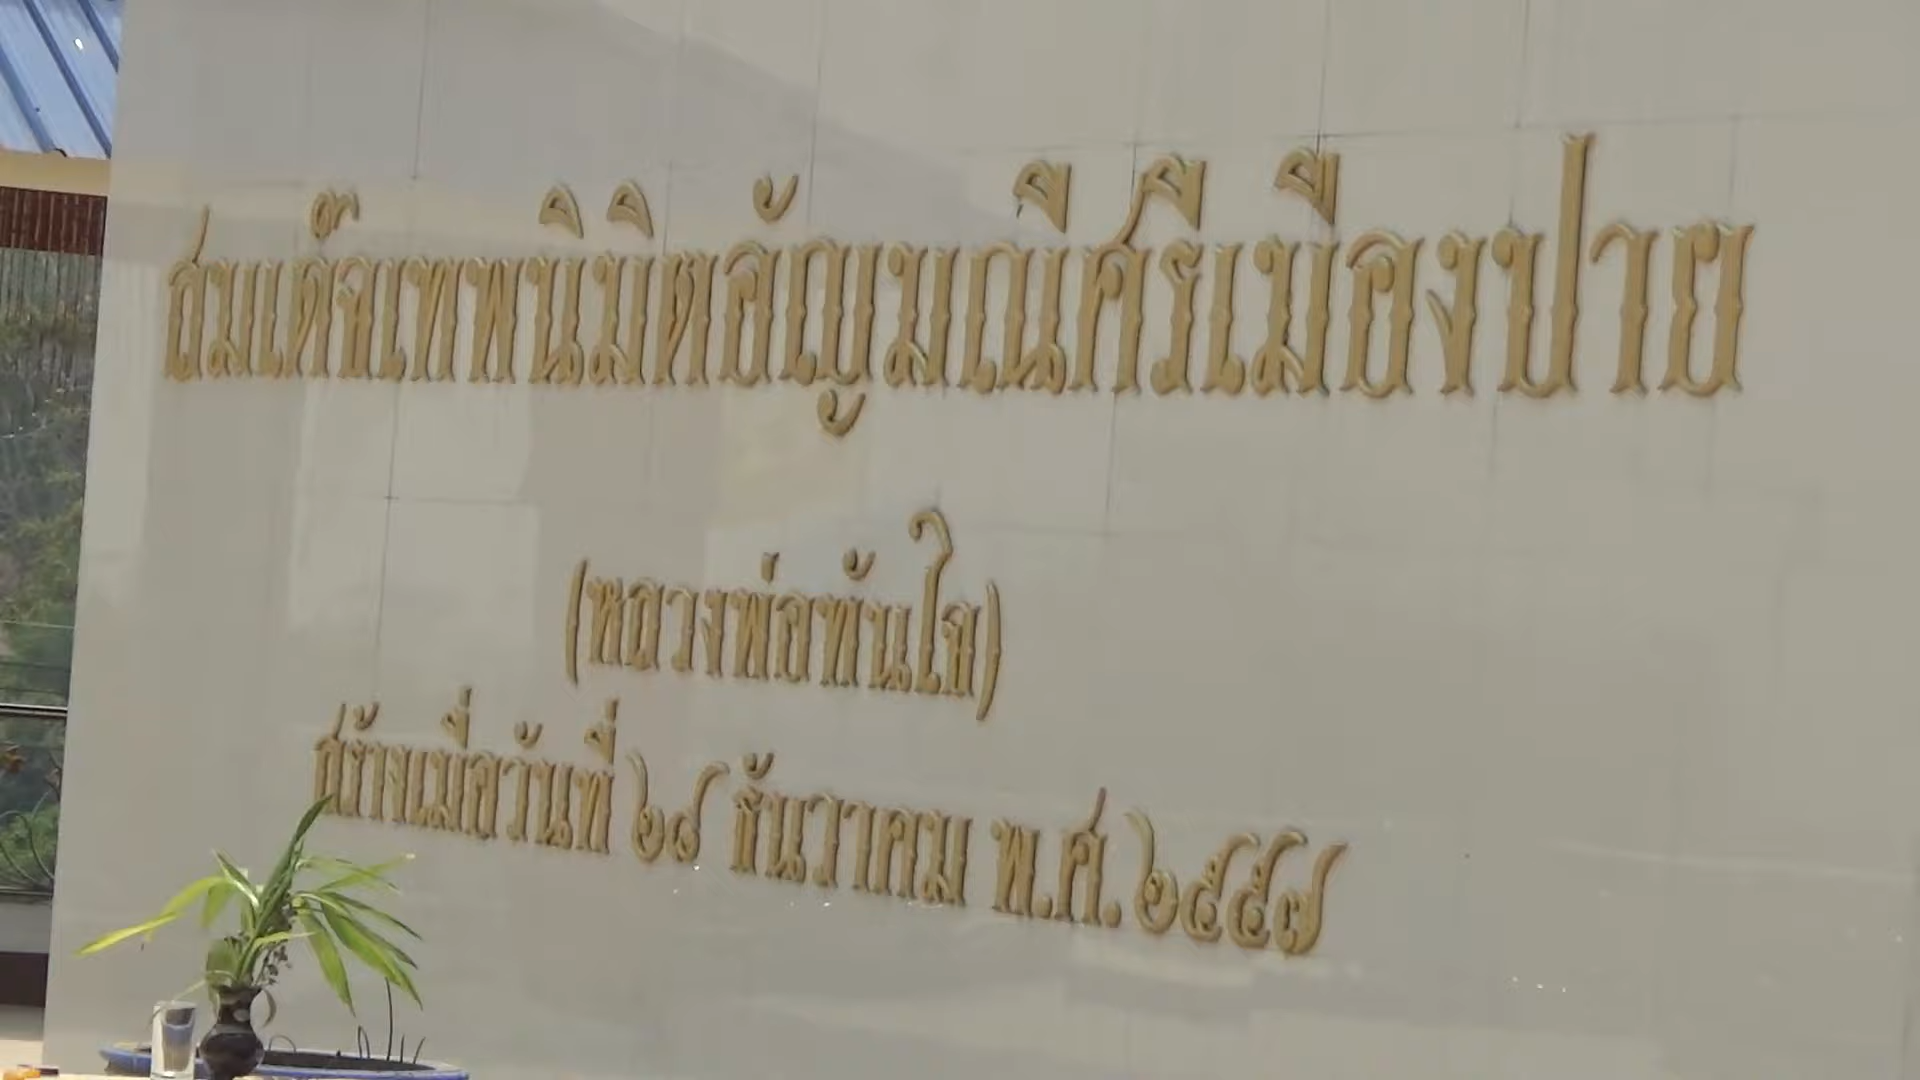 สมเด๊จเทพนิมิตอัญมณีศรีเมืองปาย
(หลวงพ่อทันใจ)
สร้างเมื่อวันที่ ๒๘ ธันวาคม พ.ศ. ๒๕๕๗